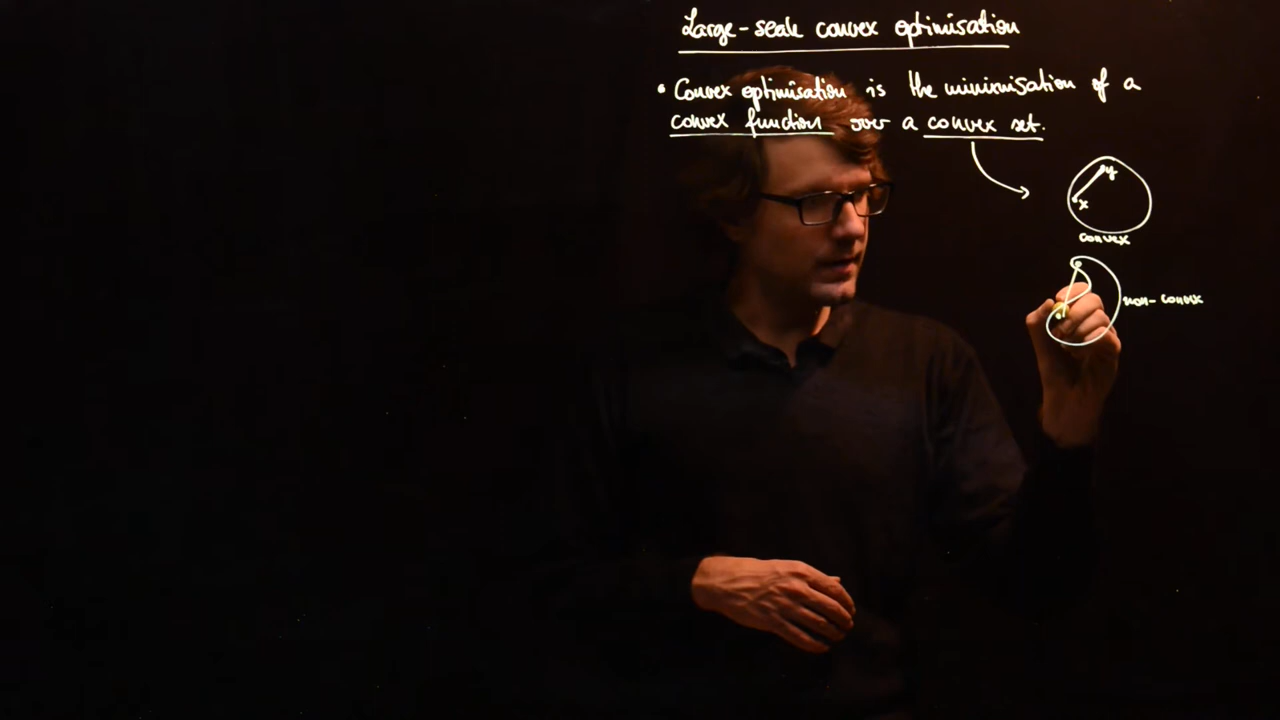 Large-scale convex optimisation
• Convex optimisation is the minimisation of a
convex function over a convex set.
y
x
convex
non-convex